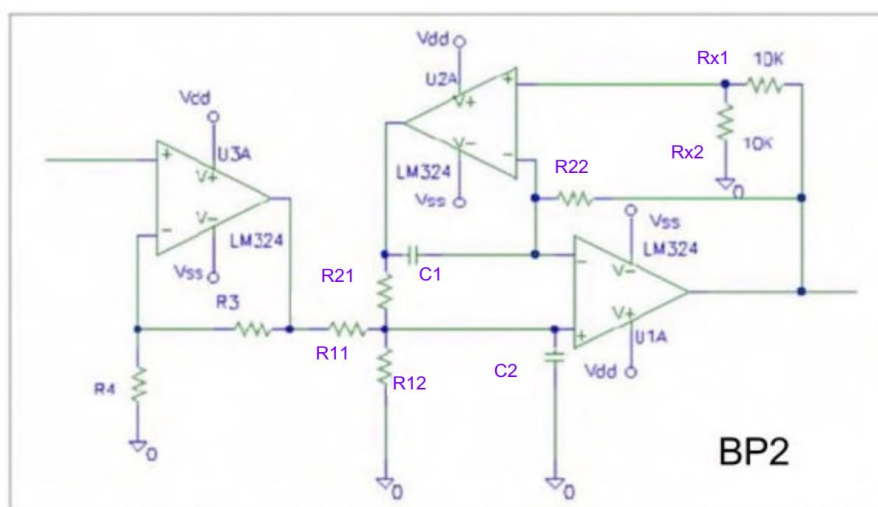 Vdd
Rx1
10K
U2A
+
V+
Vdd
U3A
+
V+
V-
-
Rx2
10K
R22
LM324
Vss
0
Vss
V-
LM324
-
LM324
Vss
R21
C1
-
V-
R3
V+
+
U1A
R11
R12
C2
Vdd
R4
0
BP2
0
0